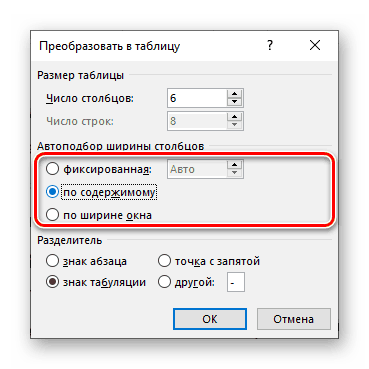 Преобразовать в таблицу ? ×
Размер таблицы
Число столбцов: 6
Число строк: 8
Автоподбор ширины столбцов
фиксированная: Авто
по содержимому
по ширине окна
Разделитель
знак абзаца точка с запятой
знак табуляции другой: -
ОК Отмена